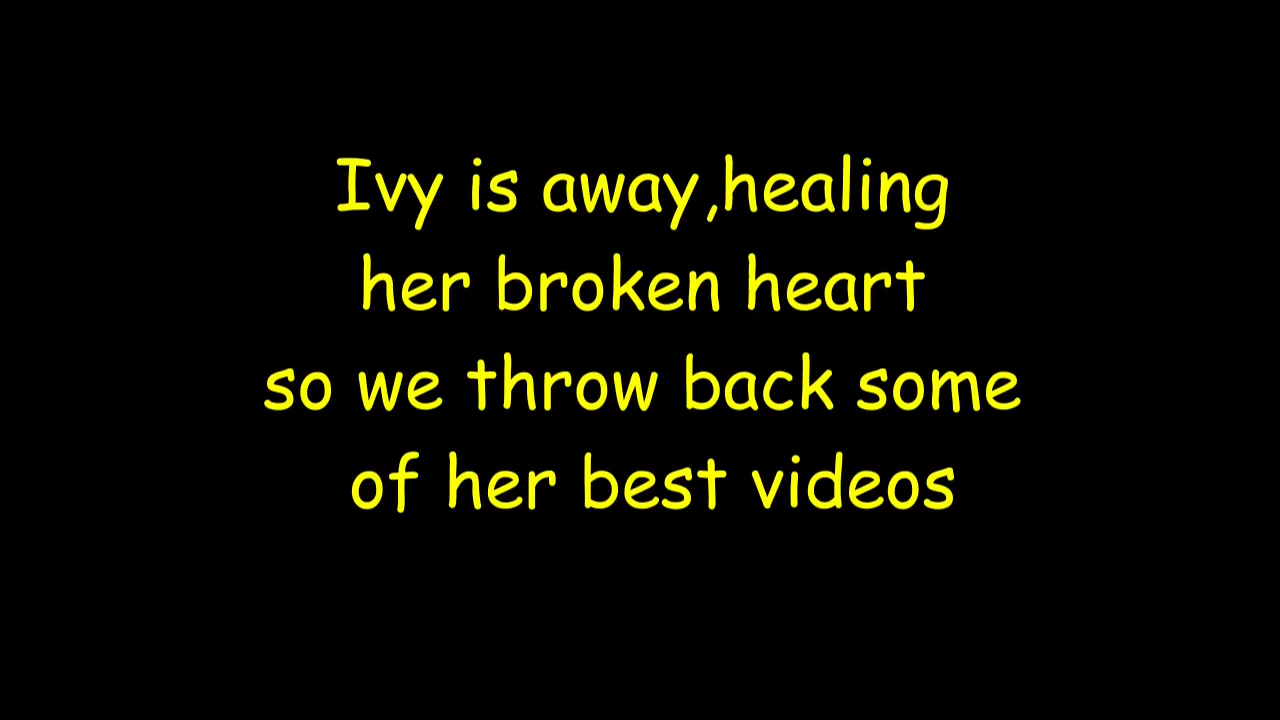 Ivy is away,healing
her broken heart
so we throw back some
of her best videos